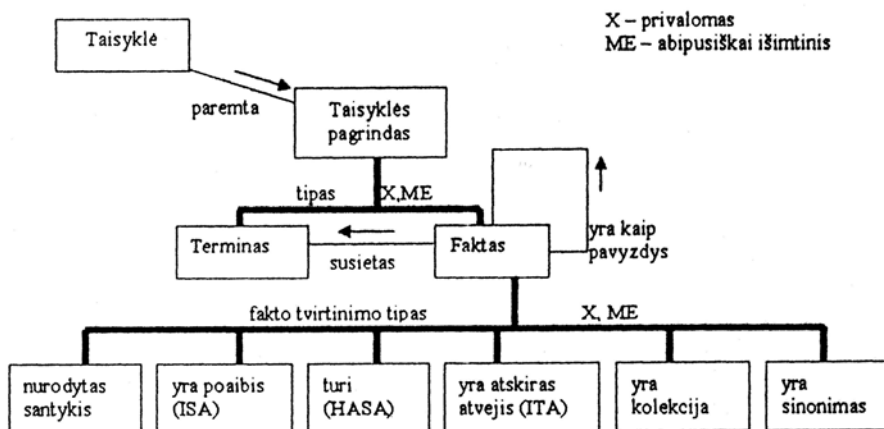 X – privalomas
ME – abipusiškai išimtinis
Taisyklė
paremta
Taisyklės
pagrindas
tipas
X,ME
Terminas
susietas
Faktas
yra kaip
pavyzdys
fakto tvirtinimo tipas
X, ME
nurodytas
santykis
yra poaibis
(ISA)
turi
(HASA)
yra atskiras
atvejis (ITA)
yra
kolekcija
yra
sinonimas